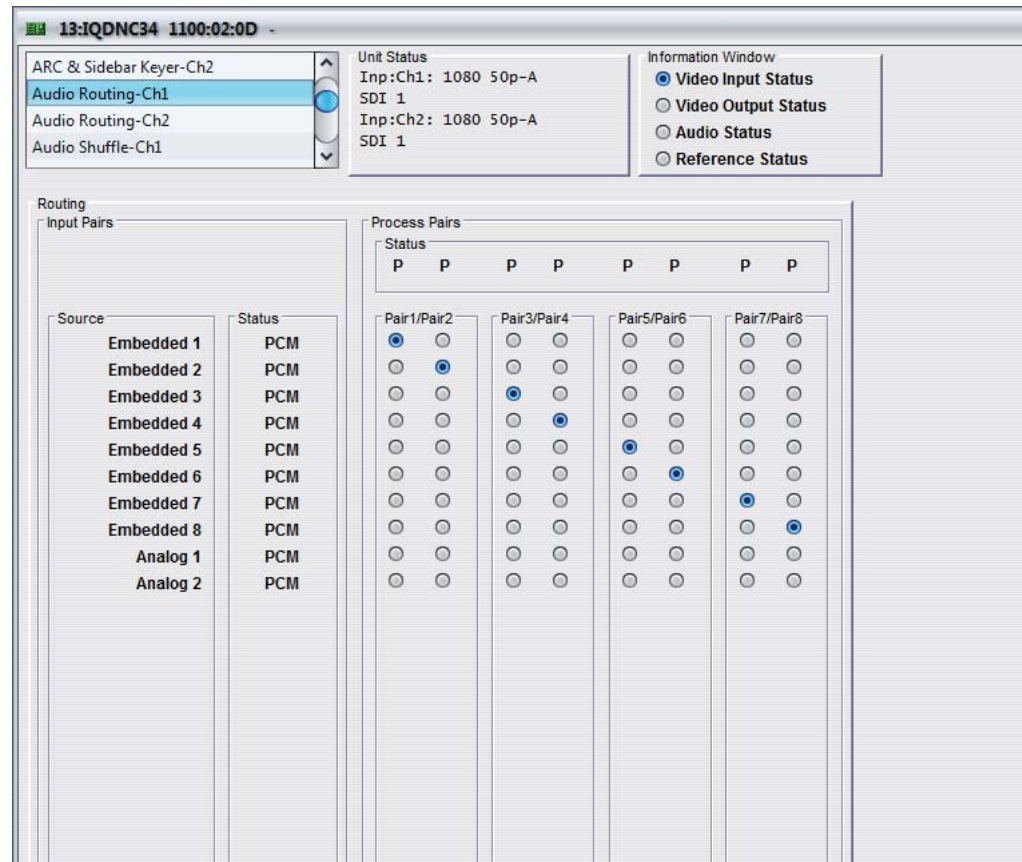 13:IQDNC34 1100:02:0D -
ARC & Sidebar Keyer-Ch2
Audio Routing-Ch1
Audio Routing-Ch2
Audio Shuffle-Ch1
Unit Status
Inp:Ch1: 1080 50p-A
SDI 1
Inp:Ch2: 1080 50p-A
SDI 1
Information Window
Video Input Status
Video Output Status
Audio Status
Reference Status
Routing
Input Pairs
Process Pairs
Status
P P P P P P P P
Source Status Pair1/Pair2 Pair3/Pair4 Pair5/Pair6 Pair7/Pair8
Embedded 1 PCM
Embedded 2 PCM
Embedded 3 PCM
Embedded 4 PCM
Embedded 5 PCM
Embedded 6 PCM
Embedded 7 PCM
Embedded 8 PCM
Analog 1 PCM
Analog 2 PCM